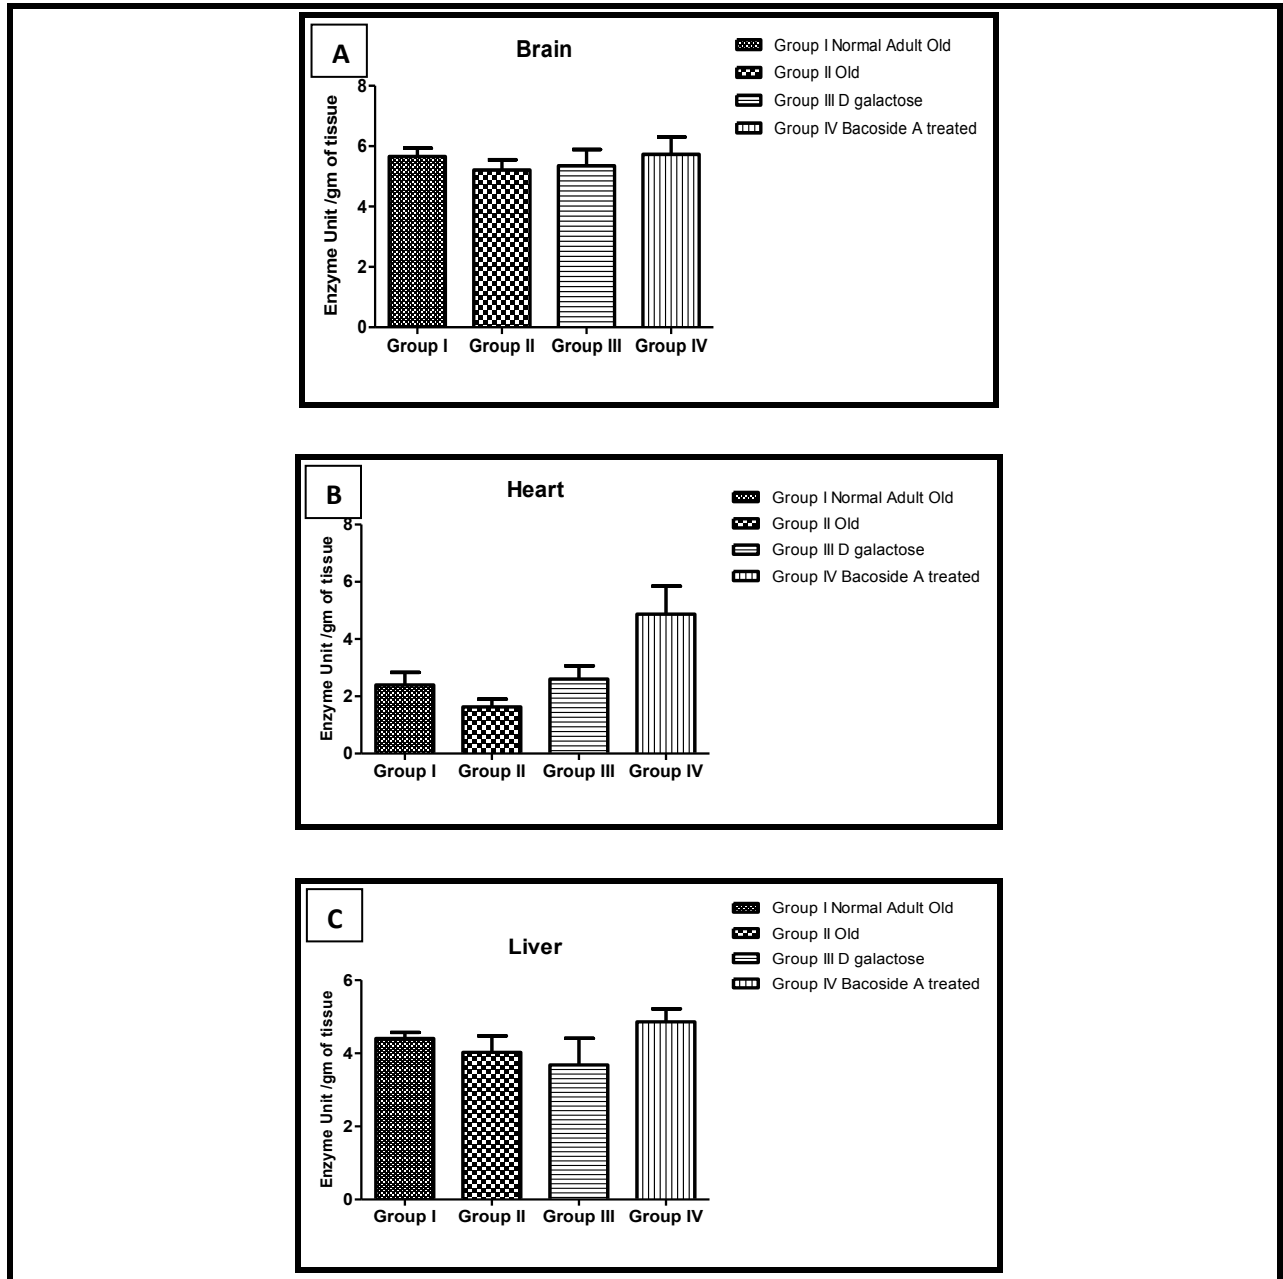 A
Brain
Group I Normal Adult Old
Group II Old
Group III D galactose
Group IV Bacoside A treated
Enzyme Unit /gm of tissue
8
6
4
2
0
Group I Group II Group III Group IV
B
Heart
Group I Normal Adult Old
Group II Old
Group III D galactose
Group IV Bacoside A treated
Enzyme Unit /gm of tissue
8
6
4
2
0
Group I Group II Group III Group IV
C
Liver
Group I Normal Adult Old
Group II Old
Group III D galactose
Group IV Bacoside A treated
Enzyme Unit /gm of tissue
6
4
2
0
Group I Group II Group III Group IV